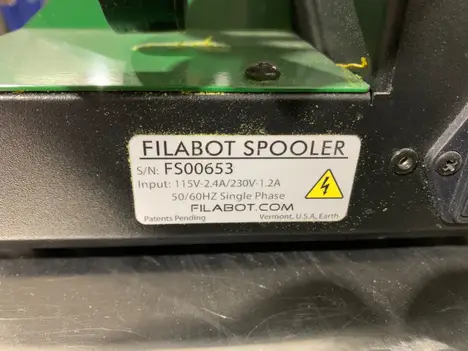 FILABOT SPOOLER
S/N: FS00653
Input: 115V-2.4A/230V-1.2A
50/60HZ Single Phase
FILABOT.COM
Patents Pending Vermont, U.S.A, Earth